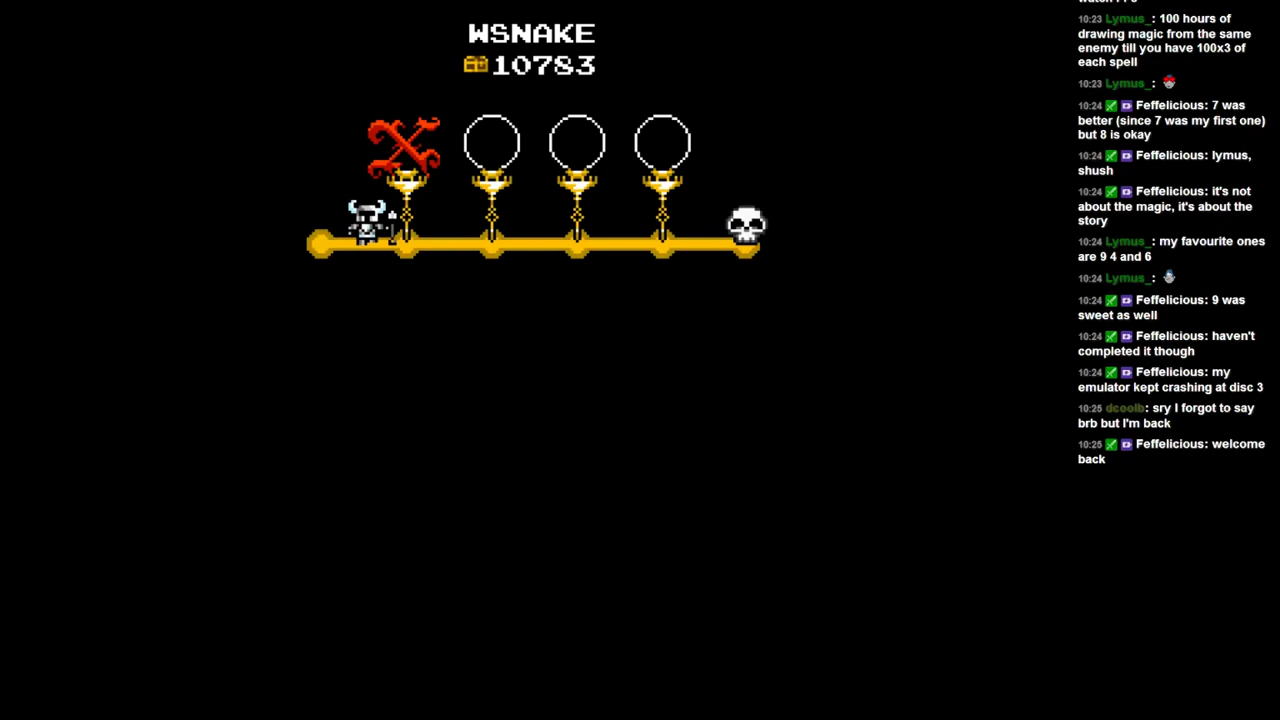 WSNAKE
10783
10:23 Lymus_: 100 hours of
drawing magic from the same
enemy till you have 100x3 of
each spell
10:23 Lymus_:
10:24 Feffelicious: 7 was
better (since 7 was my first one)
but 8 is okay
10:24 Feffelicious: lymus,
shush
10:24 Feffelicious: it's not
about the magic, it's about the
story
10:24 Lymus_: my favourite ones
are 9 4 and 6
10:24 Lymus_:
10:24 Feffelicious: 9 was
sweet as well
10:24 Feffelicious: haven't
completed it though
10:24 Feffelicious: my
emulator kept crashing at disc 3
10:25 dcoolb: sry I forgot to say
brb but I'm back
10:25 Feffelicious: welcome
back